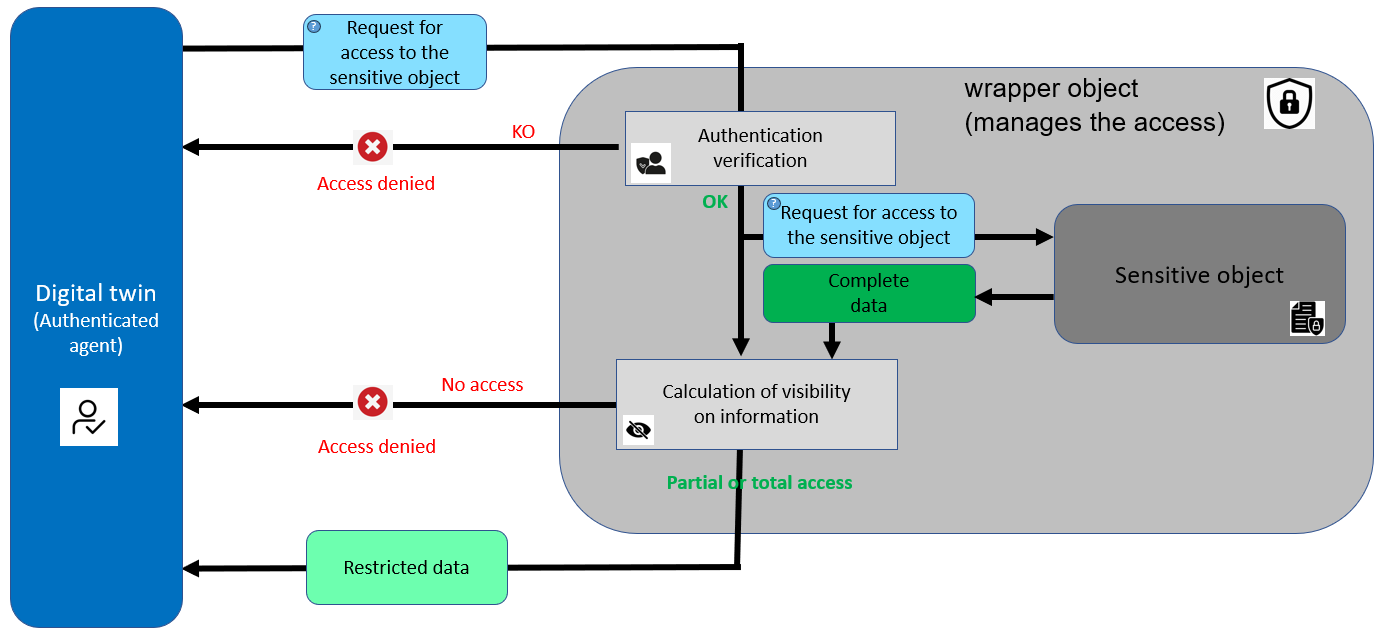 Request for
access to the
sensitive object
wrapper object
(manages the access)
KO
Authentication
verification
Access denied
OK
Request for access to
the sensitive object
Sensitive object
Complete
data
Digital twin
(Authenticated
agent)
No access
Calculation of visibility
on information
Access denied
Partial or total access
Restricted data